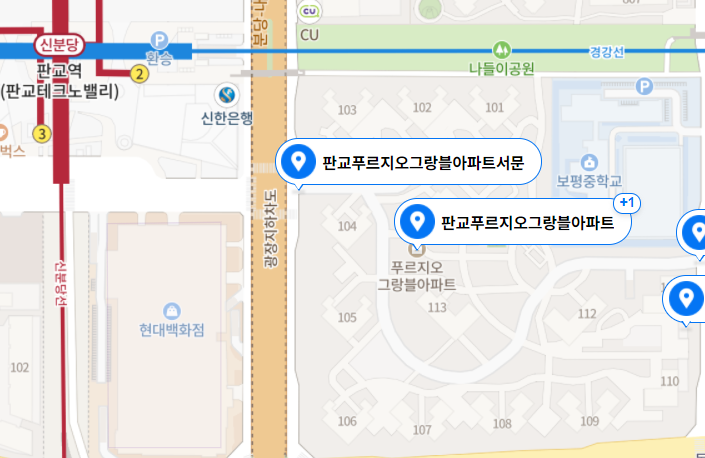 CU
CU
신분당
P
환승
판교역
(판교테크노밸리)
2
3
신한은행
벅스
경강선
나들이공원
P
103
102
101
보평중학교
판교푸르지오그랑블아파트서문
+1
판교푸르지오그랑블아파트
104
푸르지오
그랑블아파트
광장지하차도
신분당선
현대백화점
105
113
112
102
110
106
107
108
109